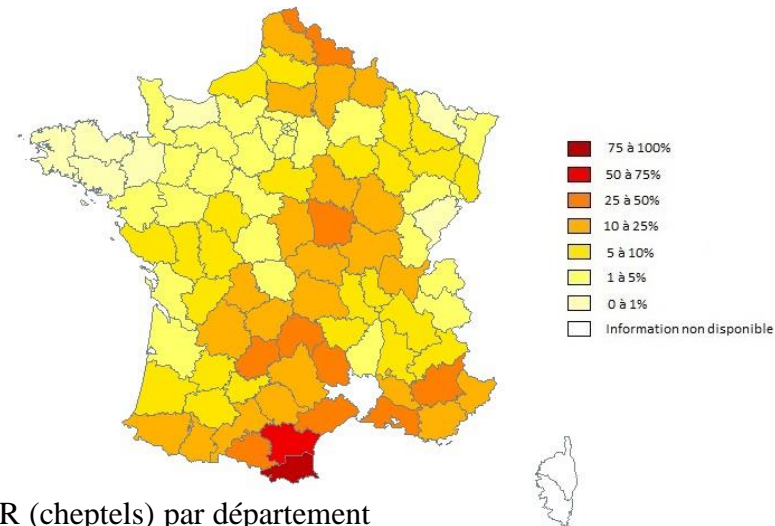 75 à 100%
50 à 75%
25 à 50%
10 à 25%
5 à 10%
1 à 5%
0 à 1%
Information non disponible
R (cheptels) par département